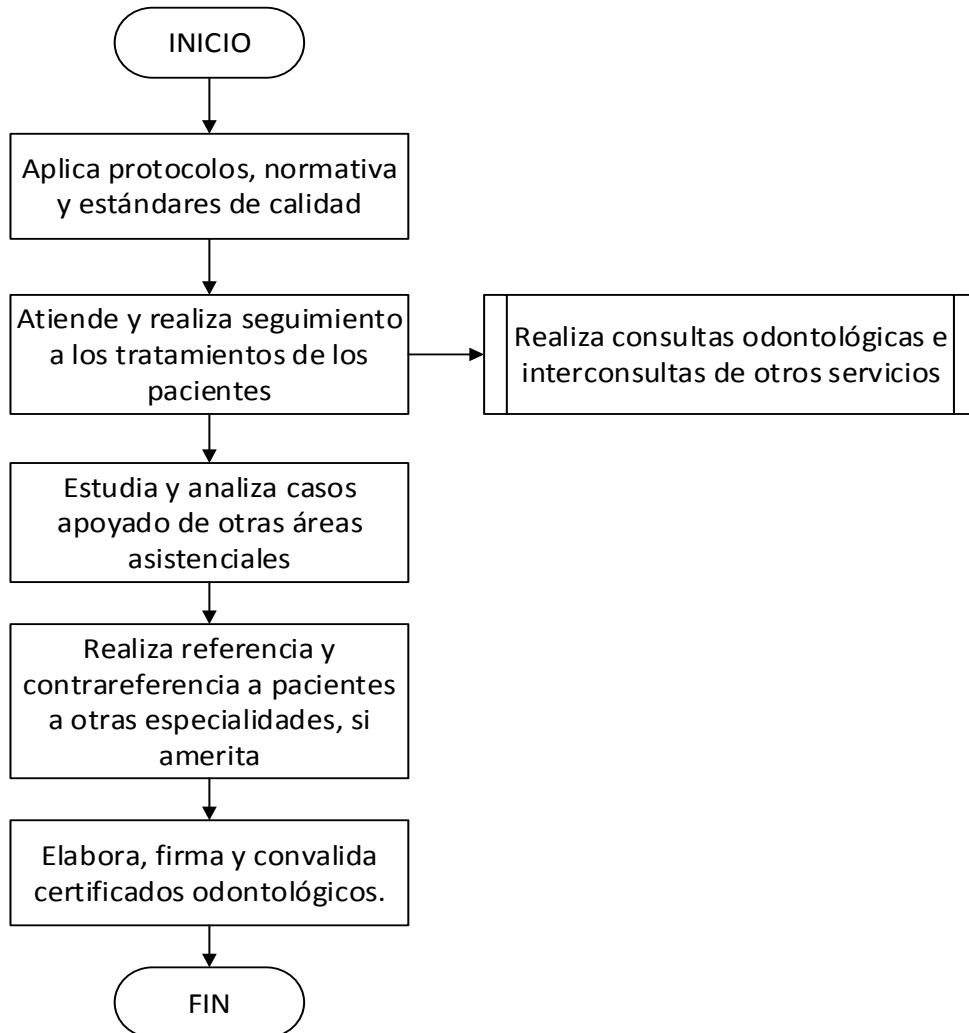 INICIO
Aplica protocolos, normativa
y estándares de calidad
Atiende y realiza seguimiento
a los tratamientos de los
pacientes
Realiza consultas odontológicas e
interconsultas de otros servicios
Estudia y analiza casos
apoyado de otras áreas
asistenciales
Realiza referencia y
contrareferencia a pacientes
a otras especialidades, si
amerita
Elabora, firma y convalida
certificados odontológicos.
FIN